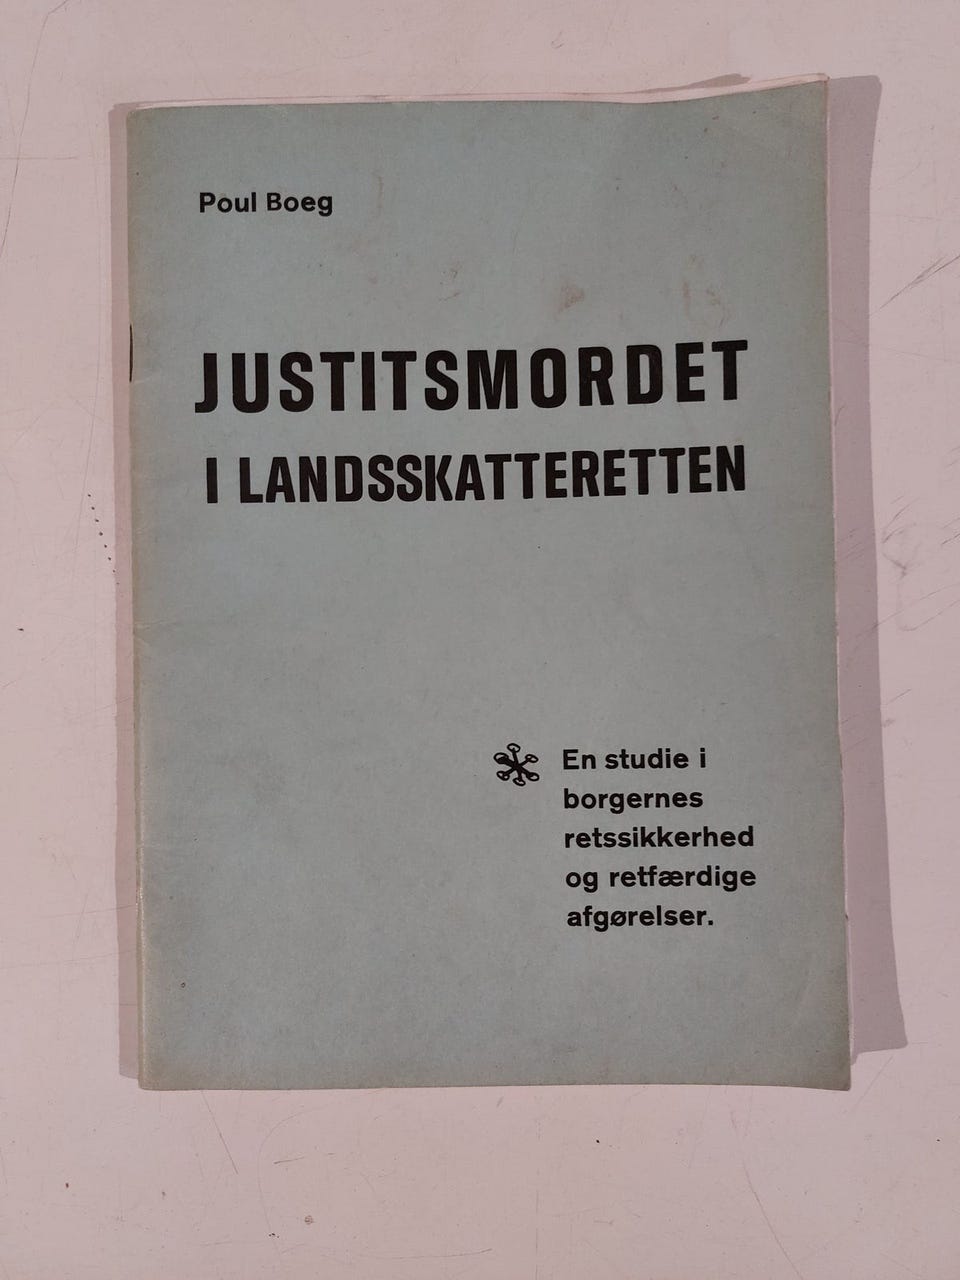 Poul Boeg
JUSTITSMORDET
I LANDSSKATTERETTEN
En studie i
borgernes
retssikkerhed
og retfærdige
afgørelser.